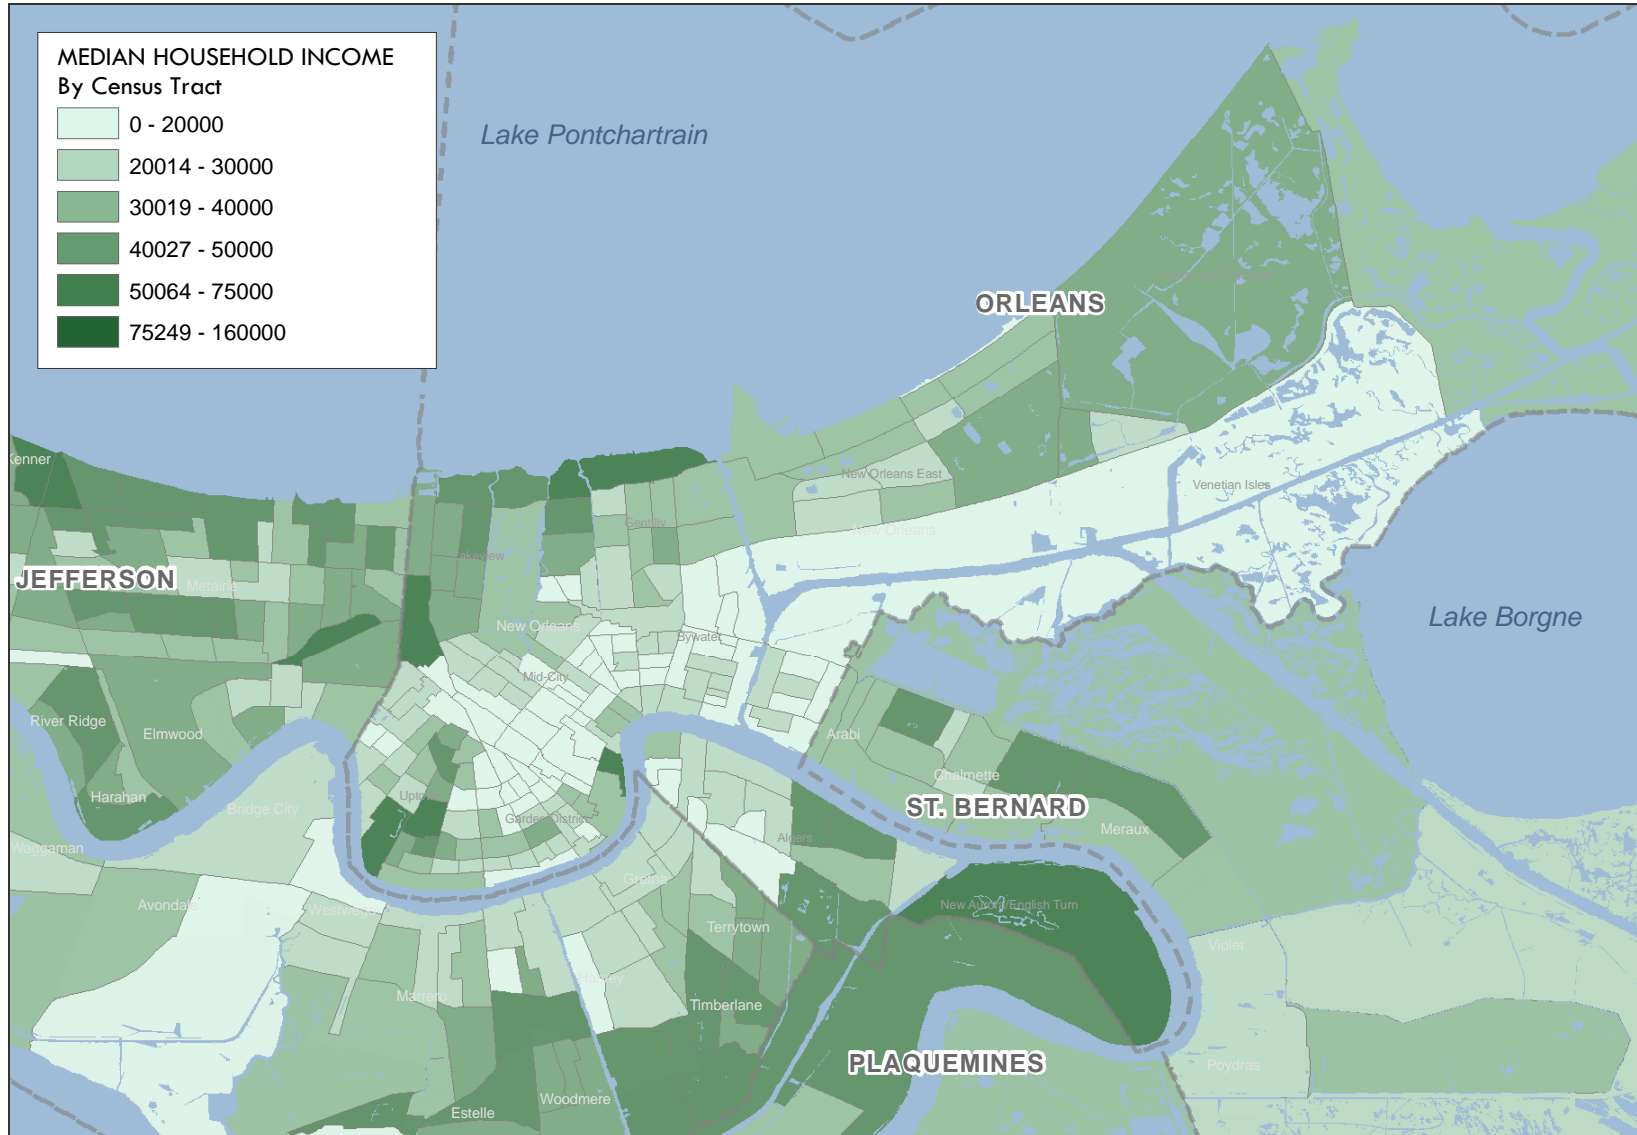 MEDIAN HOUSEHOLD INCOME
By Census Tract
0 - 20000
20014 - 30000
30019 - 40000
40027 - 50000
50064 - 75000
75249 - 160000
Lake Pontchartrain
ORLEANS
Kenner
New Orleans East
Venetian Isles
Gentilly
New Orleans
Lakeview
JEFFERSON
Metairie
Lake Borgne
New Orleans
Bywater
Mid-City
River Ridge
Elmwood
Arabi
Chalmette
Harahan
Uptown
Bridge City
ST. BERNARD
Garden District
Meraux
Algers
Waggaman
Gretna
Avondale
Westwego
New Aurora/English Turn
Terrytown
Violet
Harvey
Marrero
Timberlane
PLAQUEMINES
Poydras
Woodmere
Estelle